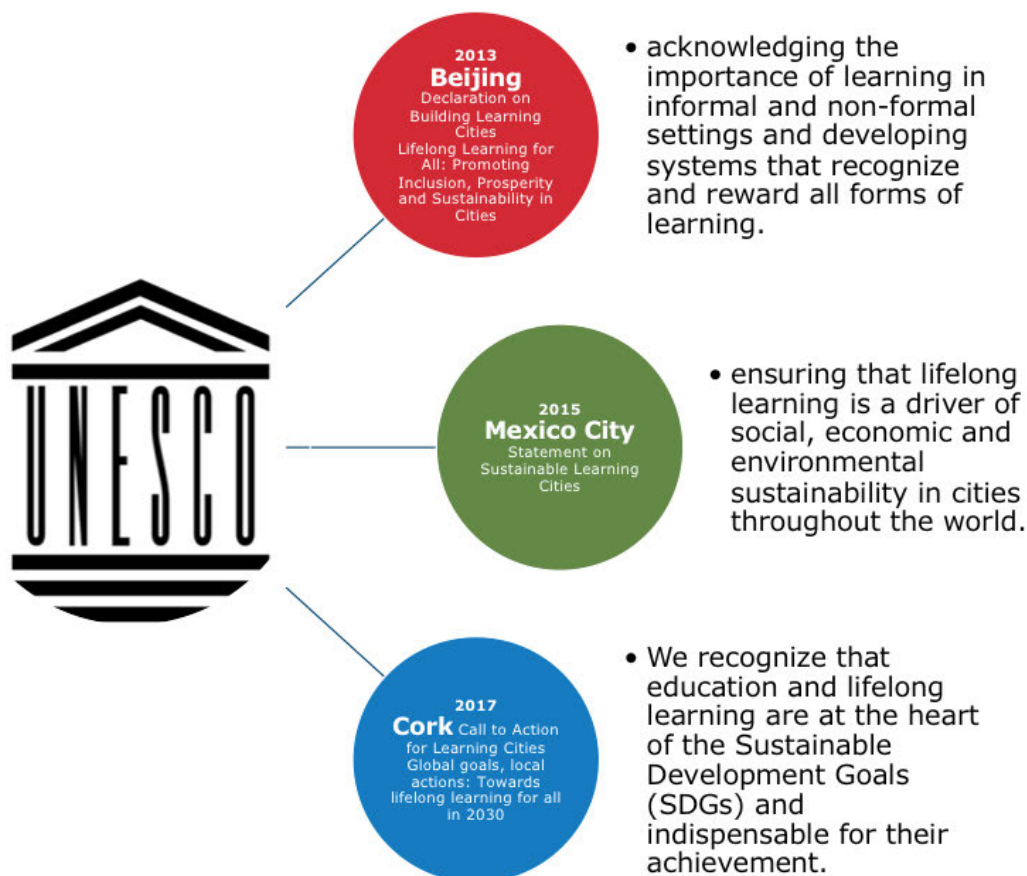 2013
Beijing
Declaration on
Building Learning
Cities
Lifelong Learning for
All: Promoting
Inclusion, Prosperity
and Sustainability in
Cities
• acknowledging the
importance of learning in
informal and non-formal
settings and developing
systems that recognize
and reward all forms of
learning.
UNESCO
2015
Mexico City
Statement on
Sustainable Learning
Cities
• ensuring that lifelong
learning is a driver of
social, economic and
environmental
sustainability in cities
throughout the world.
2017
Cork Call to Action
for Learning Cities
Global goals, local
actions: Towards
lifelong learning for all
in 2030
• We recognize that
education and lifelong
learning are at the heart
of the Sustainable
Development Goals
(SDGs) and
indispensable for their
achievement.